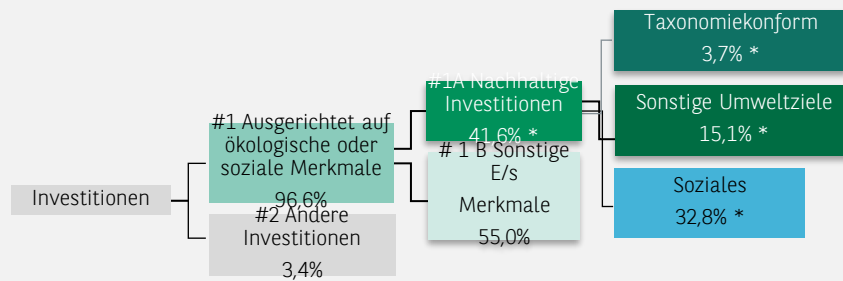 Investitionen
#1 Ausgerichtet auf
ökologische oder
soziale Merkmale
96,6%
#2 Andere
Investitionen
3,4%
#1A Nachhaltige
Investitionen
41,6% *
# 1 B Sonstige
E/s
Merkmale
55,0%
Taxonomiekonform
3,7% *
Sonstige Umweltziele
15,1% *
Soziales
32,8% *